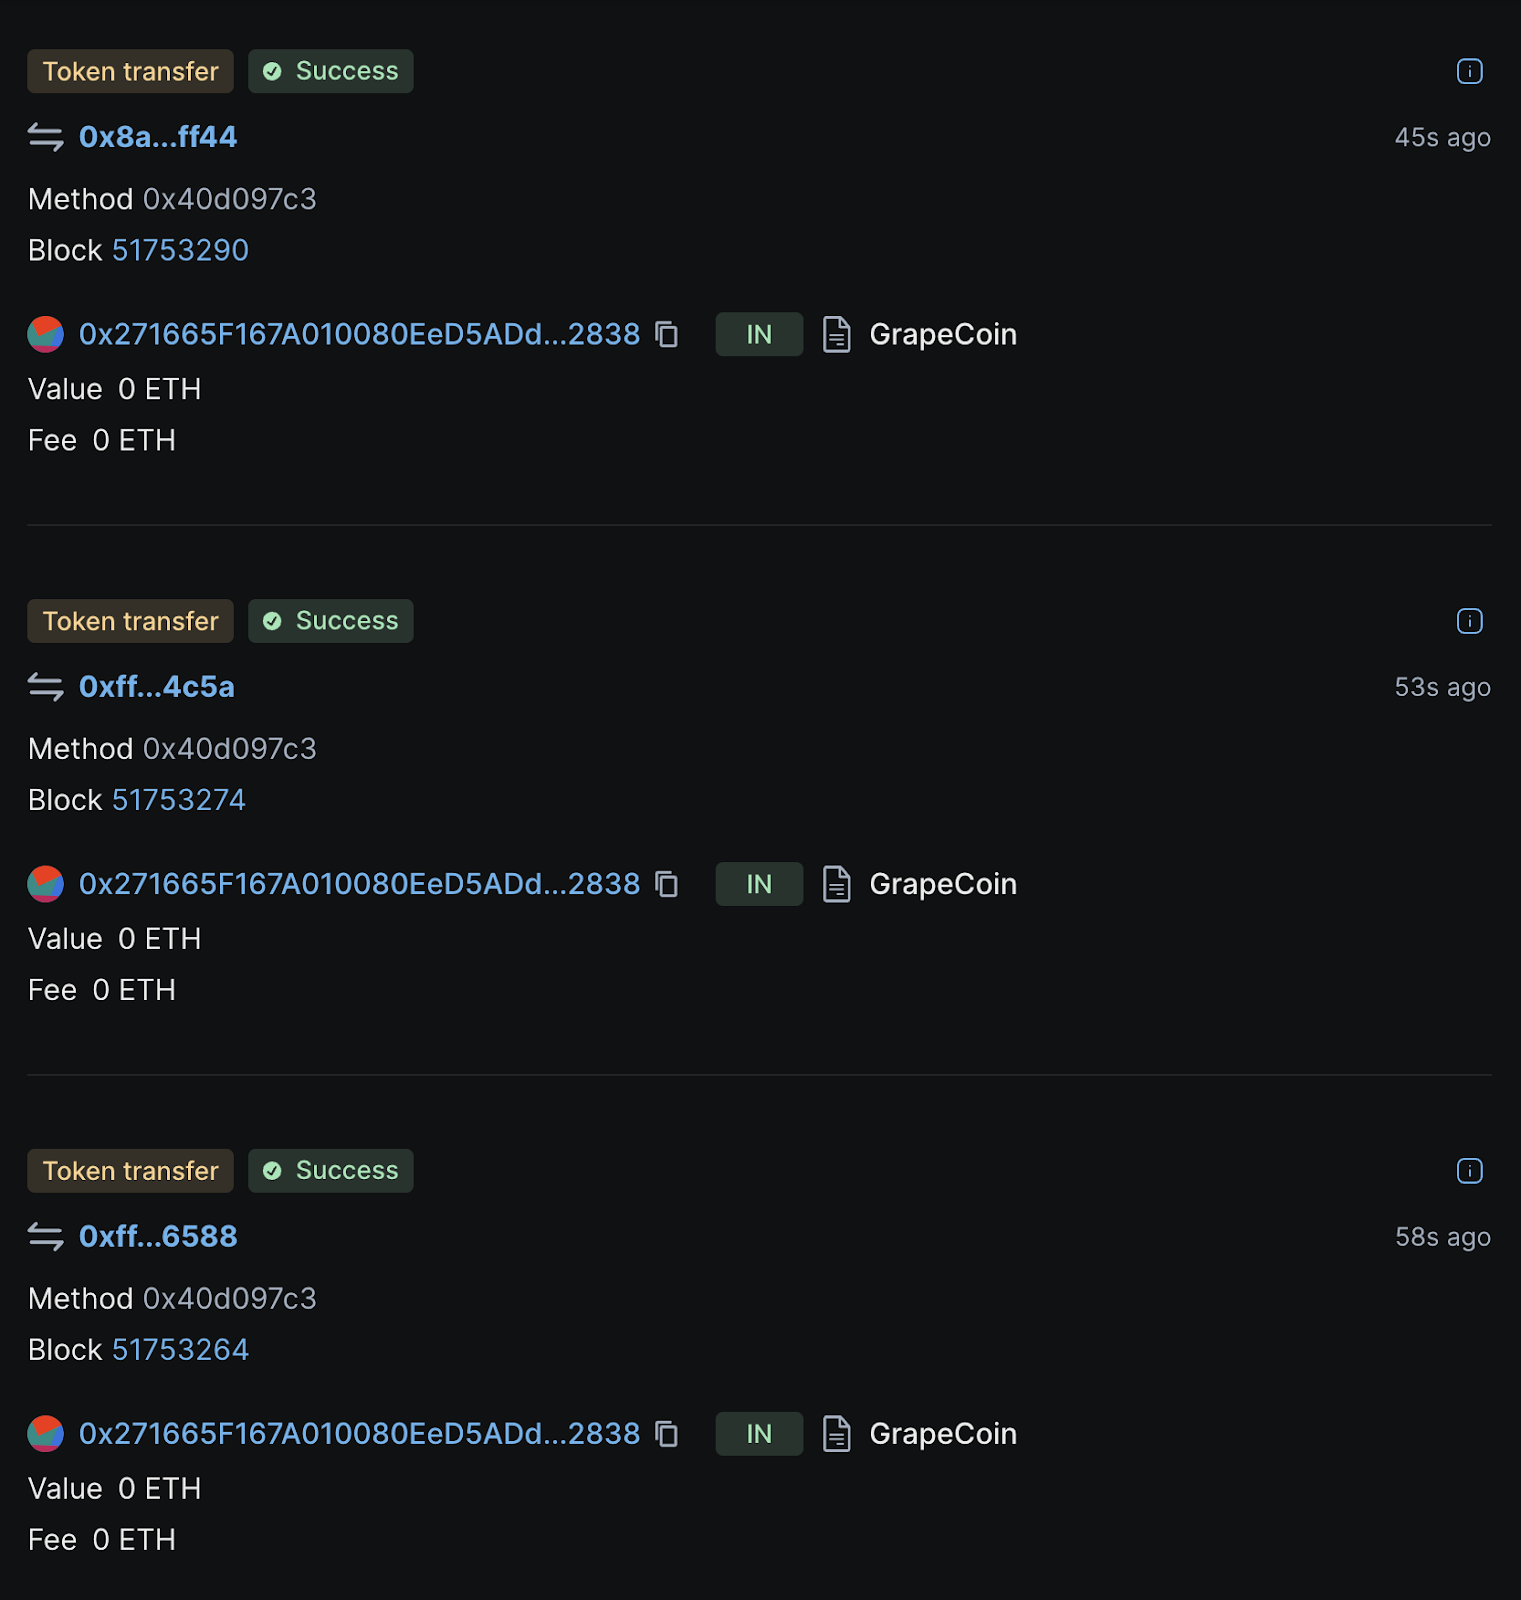 Token transfer Success
0x8a...ff44 45s ago
Method 0x40d097c3
Block 51753290
0x271665F167A010080EeD5ADd...2838 IN GrapeCoin
Value 0 ETH
Fee 0 ETH
Token transfer Success
0xff...4c5a 53s ago
Method 0x40d097c3
Block 51753274
0x271665F167A010080EeD5ADd...2838 IN GrapeCoin
Value 0 ETH
Fee 0 ETH
Token transfer Success
0xff...6588 58s ago
Method 0x40d097c3
Block 51753264
0x271665F167A010080EeD5ADd...2838 IN GrapeCoin
Value 0 ETH
Fee 0 ETH